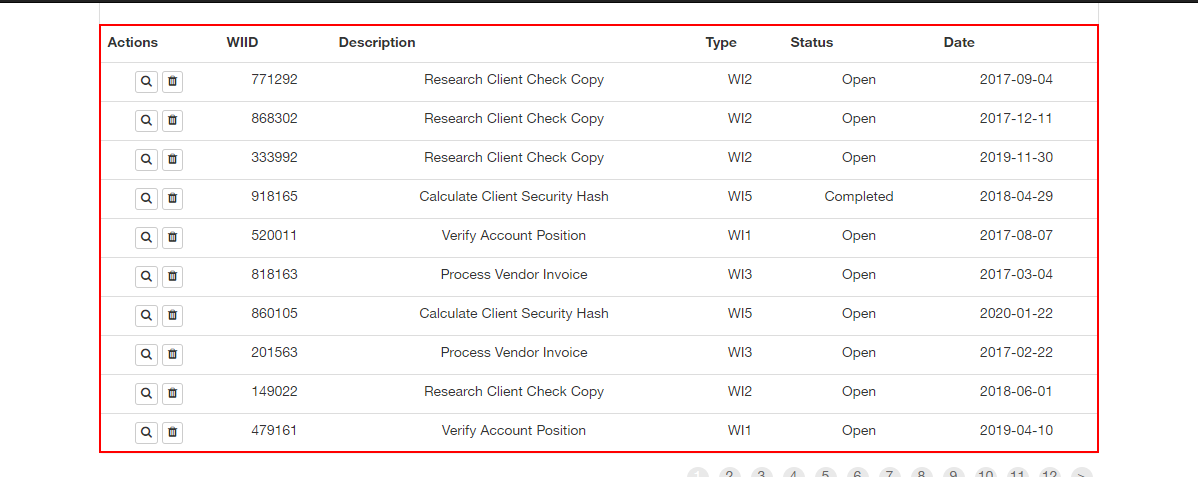 Actions WIID Description Type Status Date
771292 Research Client Check Copy WI2 Open 2017-09-04
868302 Research Client Check Copy WI2 Open 2017-12-11
333992 Research Client Check Copy WI2 Open 2019-11-30
918165 Calculate Client Security Hash WI5 Completed 2018-04-29
520011 Verify Account Position WI1 Open 2017-08-07
818163 Process Vendor Invoice WI3 Open 2017-03-04
860105 Calculate Client Security Hash WI5 Open 2020-01-22
201563 Process Vendor Invoice WI3 Open 2017-02-22
149022 Research Client Check Copy WI2 Open 2018-06-01
479161 Verify Account Position WI1 Open 2019-04-10
1 2 3 4 5 6 7 8 9 10 11 12 >